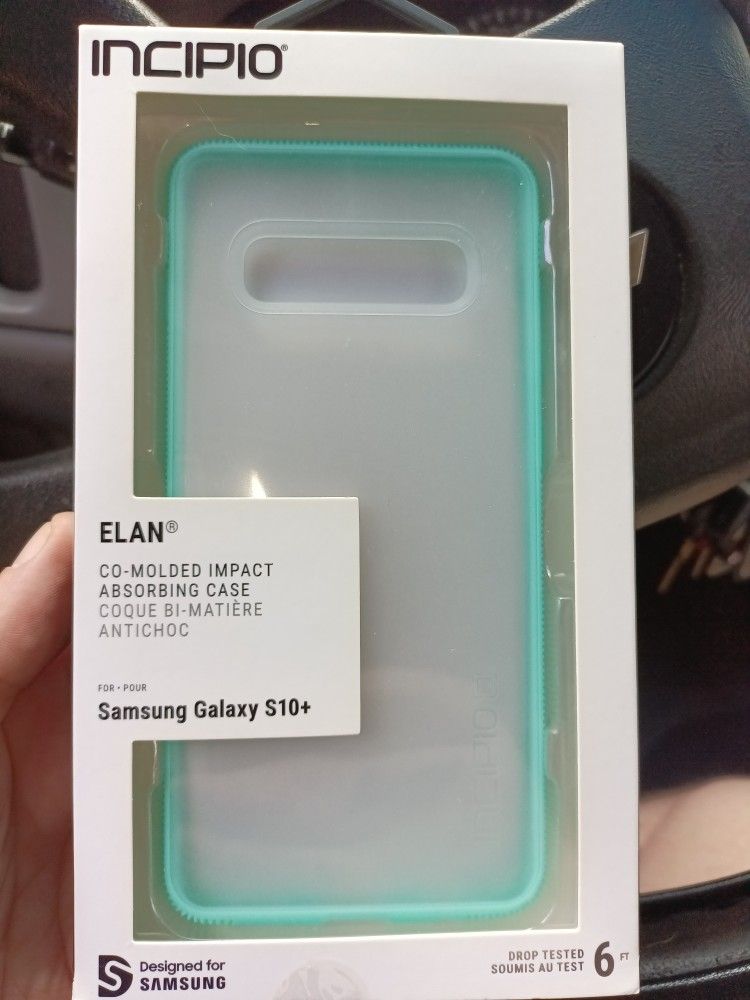 INCIPIO®
ELAN®
CO-MOLDED IMPACT
ABSORBING CASE
COQUE BI-MATIÈRE
ANTICHOC
FOR • POUR
Samsung Galaxy S10+
INCIPIO
Designed for
SAMSUNG
DROP TESTED
SOUMIS AU TEST
6 FT